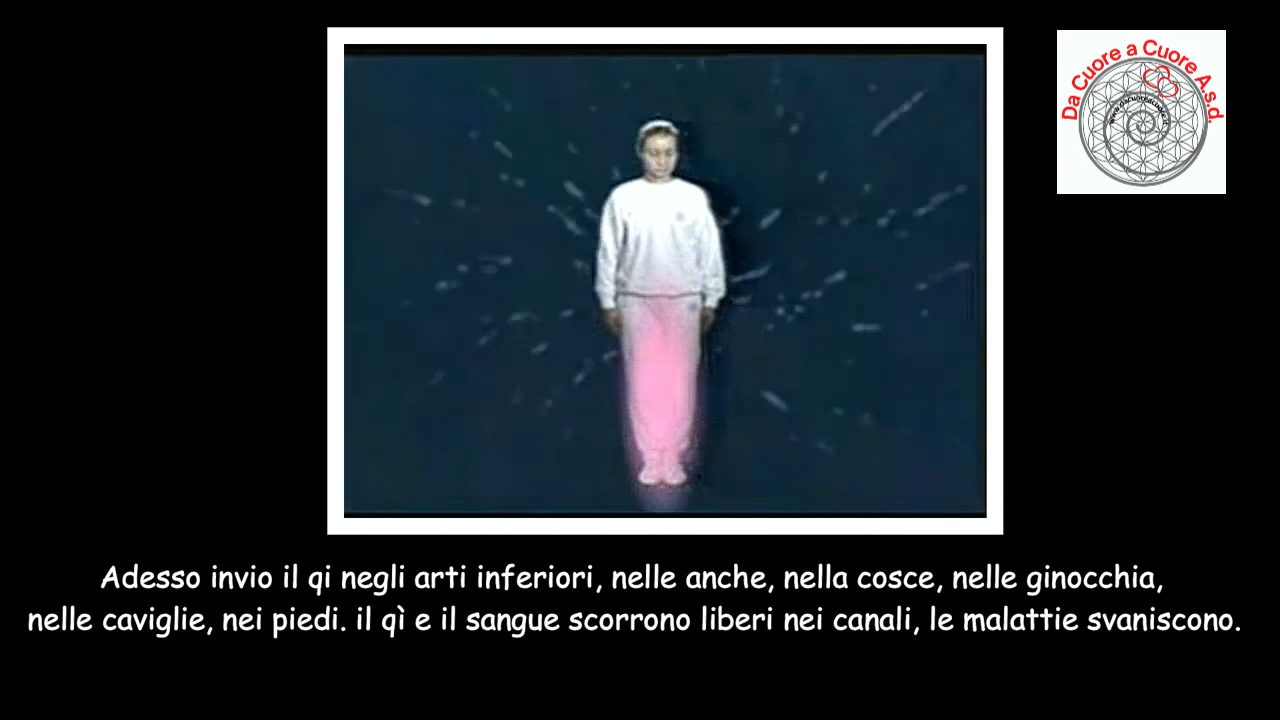 Da Cuore a Cuore A.s.d.
Adesso invio il qi negli arti inferiori, nelle anche, nella cosce, nelle ginocchia,
nelle caviglie, nei piedi. il qì e il sangue scorrono liberi nei canali, le malattie svaniscono.